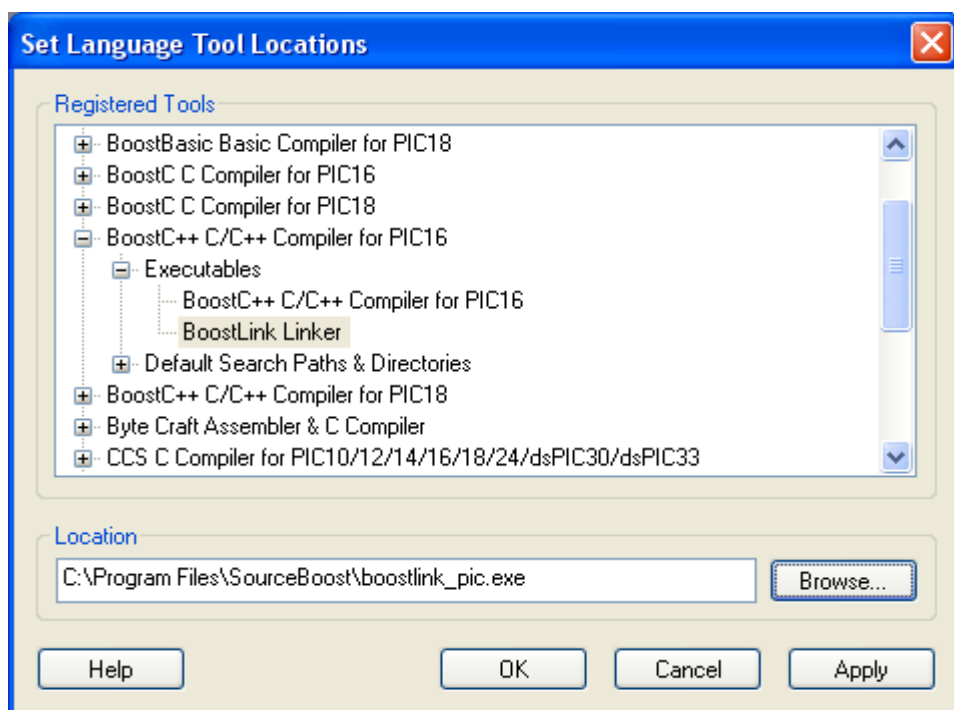 Set Language Tool Locations
Registered Tools
BoostBasic Basic Compiler for PIC18
BoostC C Compiler for PIC16
BoostC C Compiler for PIC18
BoostC++ C/C++ Compiler for PIC16
Executables
BoostC++ C/C++ Compiler for PIC16
BoostLink Linker
Default Search Paths & Directories
BoostC++ C/C++ Compiler for PIC18
Byte Craft Assembler & C Compiler
CCS C Compiler for PIC10/12/14/16/18/24/dsPIC30/dsPIC33
Location
C:\Program Files\SourceBoost\boostlink_pic.exe
Browse...
Help
OK
Cancel
Apply